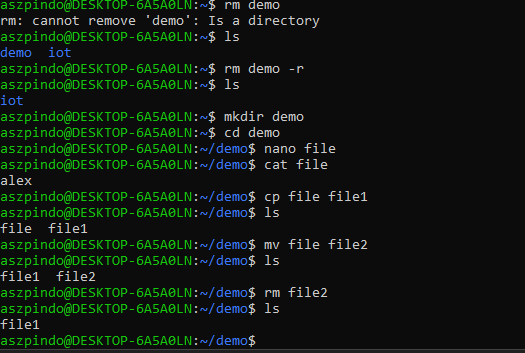 aszpindo@DESKTOP-6A5A0LN:~$ rm demo
rm: cannot remove 'demo': Is a directory
aszpindo@DESKTOP-6A5A0LN:~$ ls
demo  iot
aszpindo@DESKTOP-6A5A0LN:~$ rm demo -r
aszpindo@DESKTOP-6A5A0LN:~$ ls
iot
aszpindo@DESKTOP-6A5A0LN:~$ mkdir demo
aszpindo@DESKTOP-6A5A0LN:~$ cd demo
aszpindo@DESKTOP-6A5A0LN:~/demo$ nano file
aszpindo@DESKTOP-6A5A0LN:~/demo$ cat file
alex
aszpindo@DESKTOP-6A5A0LN:~/demo$ cp file file1
aszpindo@DESKTOP-6A5A0LN:~/demo$ ls
file  file1
aszpindo@DESKTOP-6A5A0LN:~/demo$ mv file file2
aszpindo@DESKTOP-6A5A0LN:~/demo$ ls
file1  file2
aszpindo@DESKTOP-6A5A0LN:~/demo$ rm file2
aszpindo@DESKTOP-6A5A0LN:~/demo$ ls
file1
aszpindo@DESKTOP-6A5A0LN:~/demo$